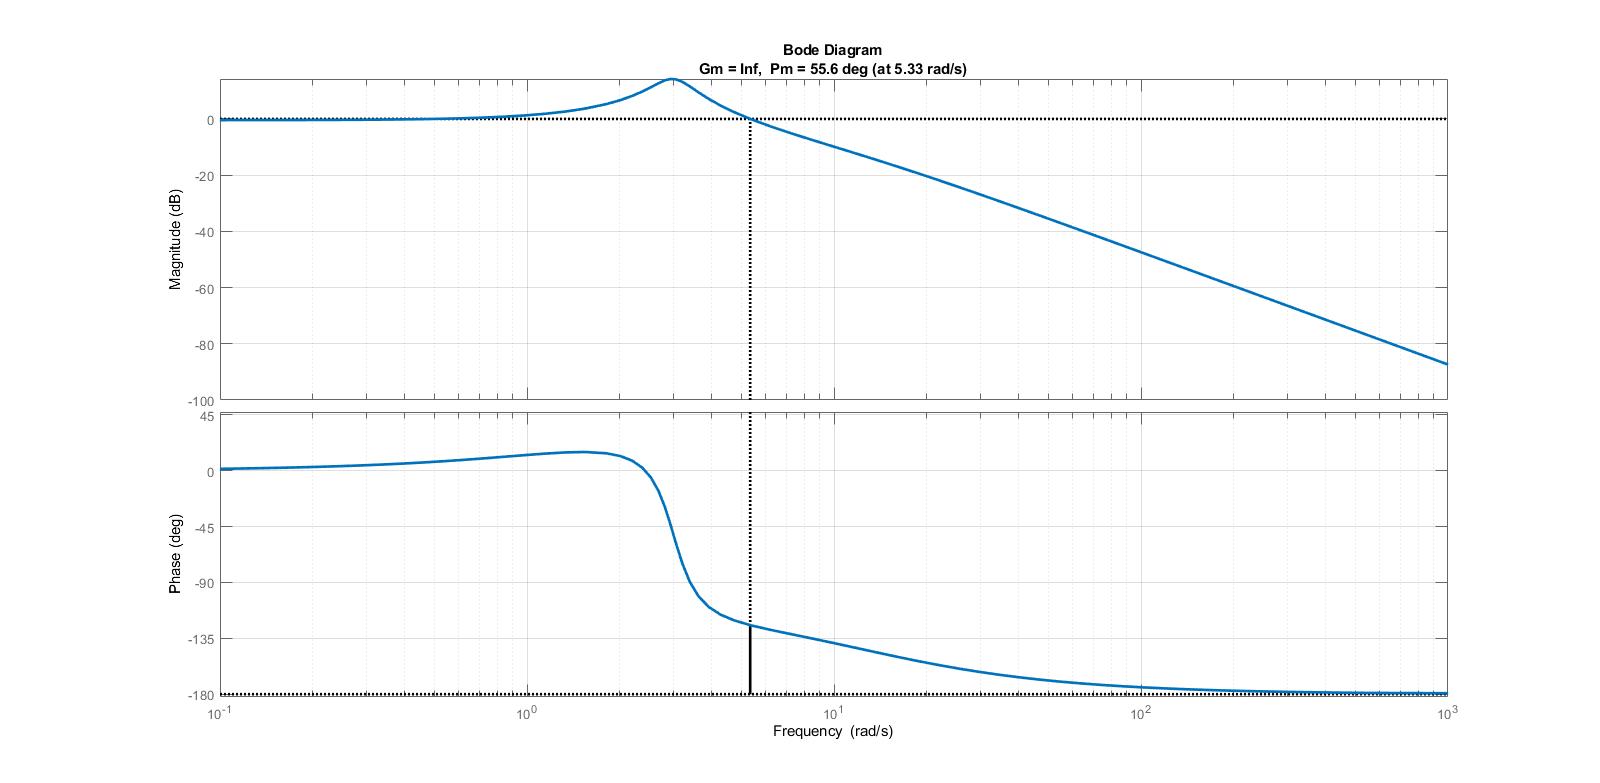 Bode Diagram
Gm = Inf,  Pm = 55.6 deg (at 5.33 rad/s)
Magnitude (dB)
0
-20
-40
-60
-80
-100
Phase (deg)
45
0
-45
-90
-135
-180
10^-1 10^0 10^1 10^2 10^3
Frequency  (rad/s)